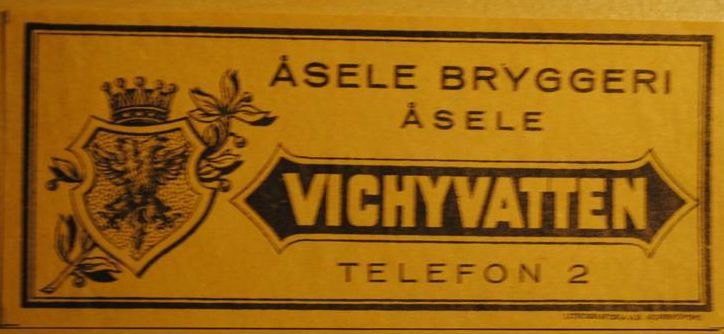 ÅSELE BRYGGERI
ÅSELE
VICHYVATTEN
TELEFON 2